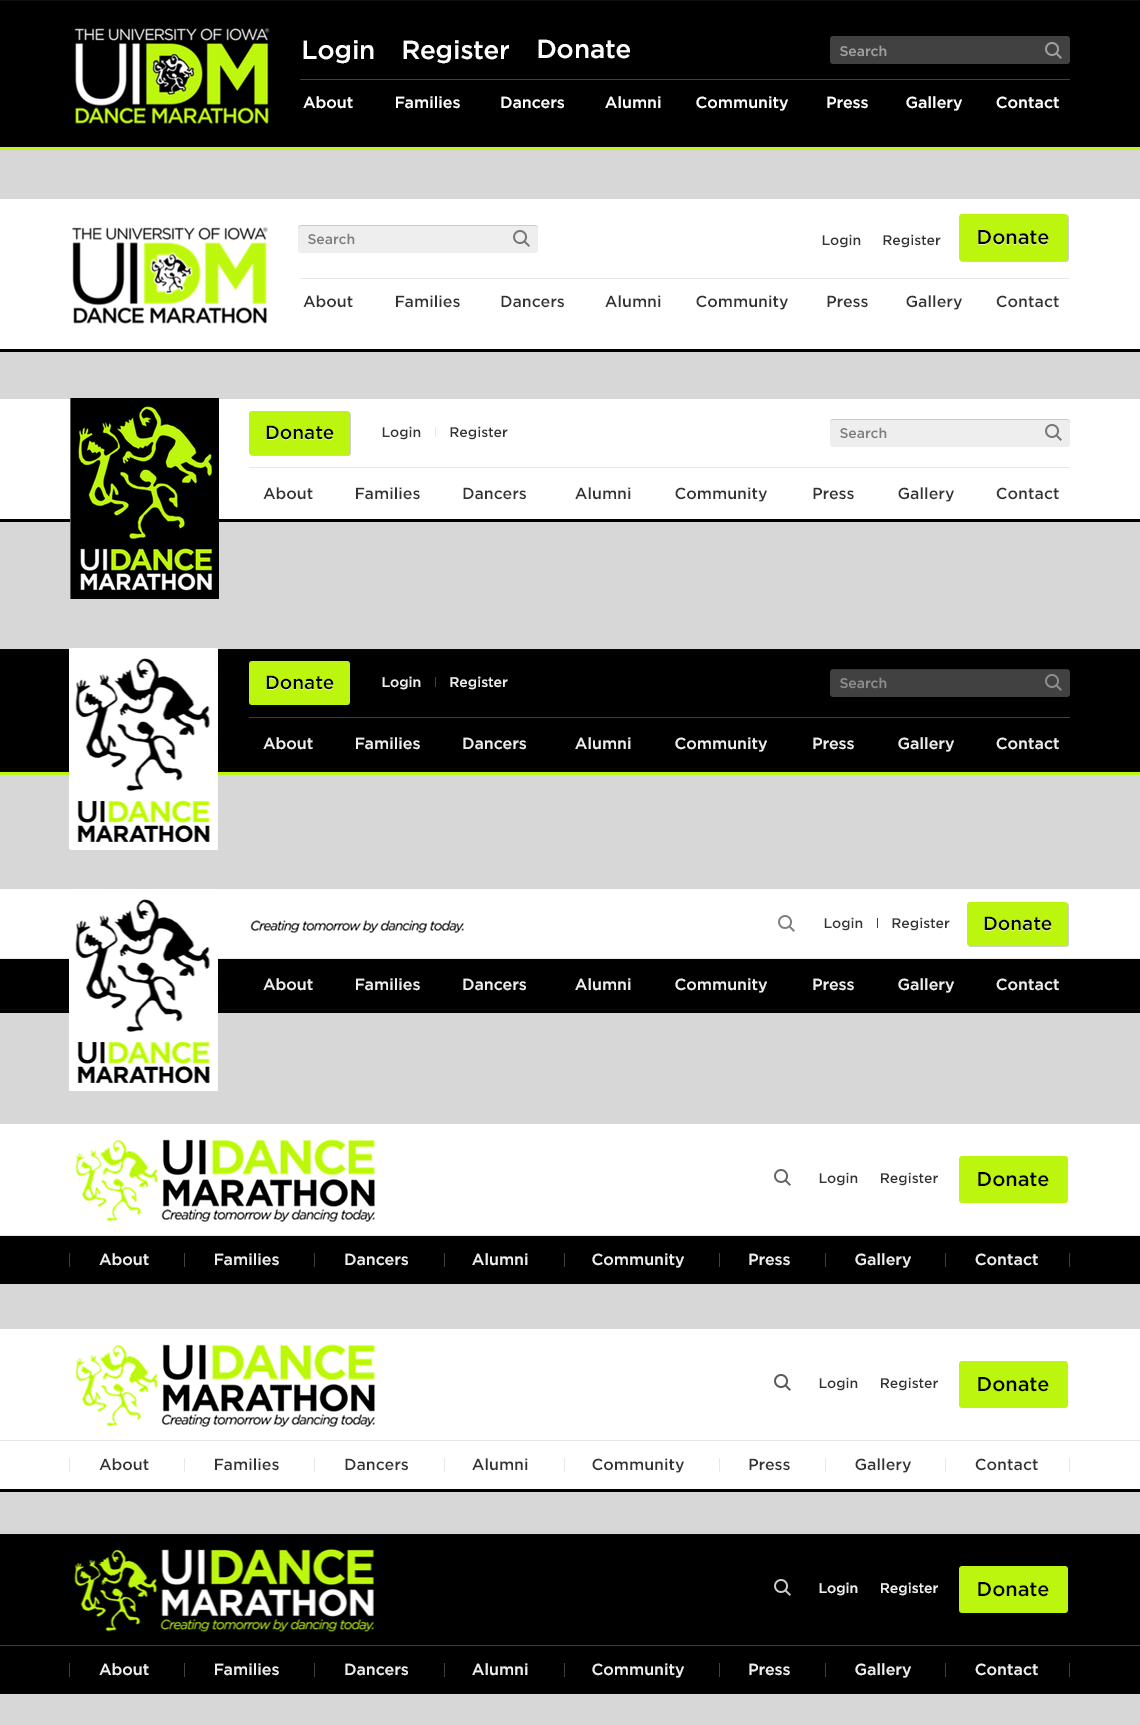 THE UNIVERSITY OF IOWA
UIDM
DANCE MARATHON
Login Register Donate
Search
About Families Dancers Alumni Community Press Gallery Contact
THE UNIVERSITY OF IOWA
UIDM
DANCE MARATHON
Search
Login Register Donate
About Families Dancers Alumni Community Press Gallery Contact
Donate Login Register
Search
About Families Dancers Alumni Community Press Gallery Contact
UIDANCE
MARATHON
Donate Login Register
Search
About Families Dancers Alumni Community Press Gallery Contact
UIDANCE
MARATHON
Creating tomorrow by dancing today.
Login Register Donate
About Families Dancers Alumni Community Press Gallery Contact
UIDANCE
MARATHON
UIDANCE
MARATHON
Creating tomorrow by dancing today.
Login Register Donate
About Families Dancers Alumni Community Press Gallery Contact
UIDANCE
MARATHON
Creating tomorrow by dancing today.
Login Register Donate
About Families Dancers Alumni Community Press Gallery Contact
UIDANCE
MARATHON
Creating tomorrow by dancing today.
Login Register Donate
About Families Dancers Alumni Community Press Gallery Contact